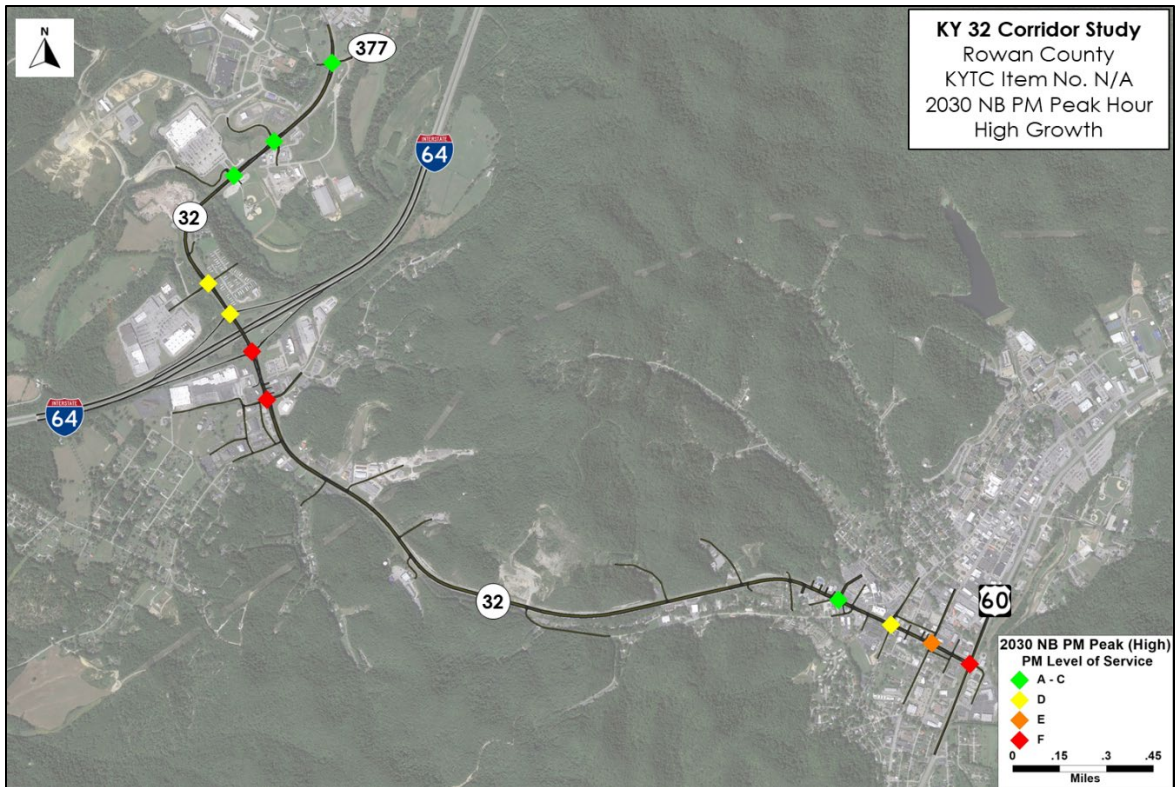 N
377
KY 32 Corridor Study
Rowan County
KYTC Item No. N/A
2030 NB PM Peak Hour
High Growth
INTERSTATE
64
32
INTERSTATE
64
32
60
2030 NB PM Peak (High)
PM Level of Service
A - C
D
E
F
0 .15 .3 .45
Miles